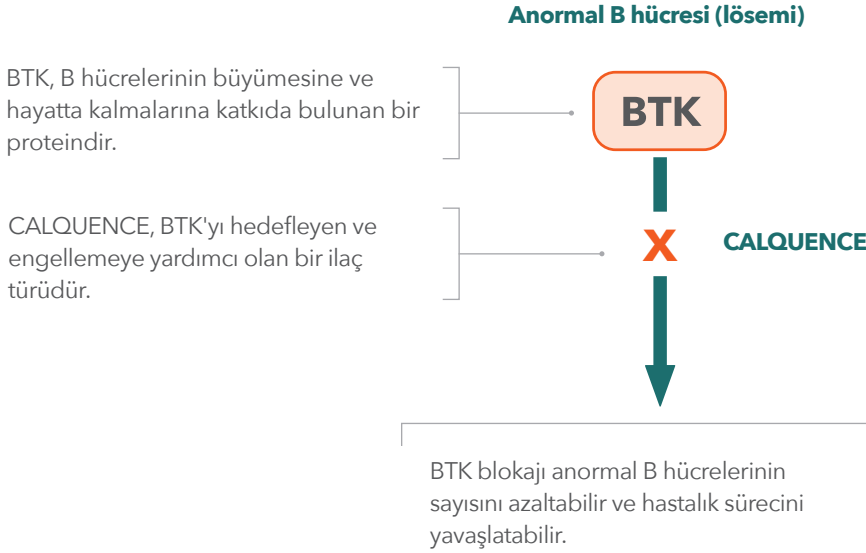 Anormal B hücresi (lösemi)
BTK, B hücrelerinin büyümesine ve
hayatta kalmalarına katkıda bulunan bir
proteindir.
BTK
CALQUENCE, BTK'yı hedefleyen ve
engellemeye yardımcı olan bir ilaç
türüdür.
X
CALQUENCE
BTK blokajı anormal B hücrelerinin
sayısını azaltabilir ve hastalık sürecini
yavaşlatabilir.